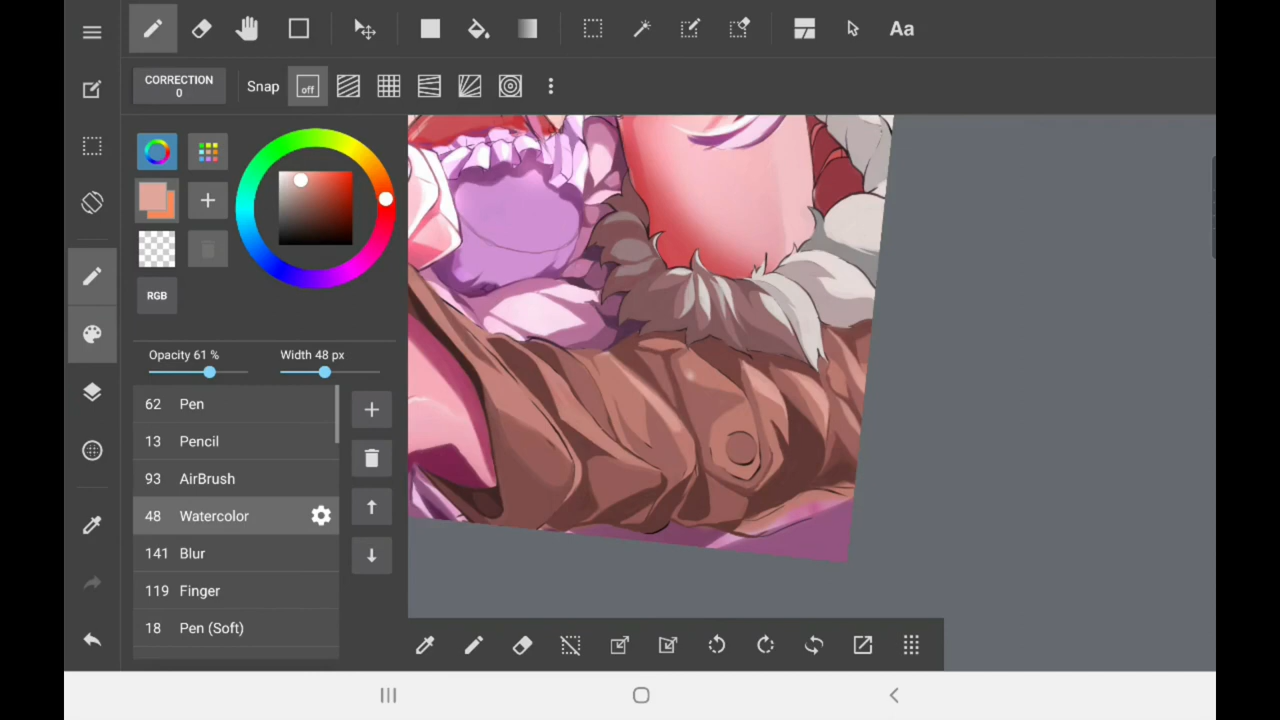 Aa
CORRECTION
0
Snap
off
RGB
Opacity 61 %
Width 48 px
62 Pen
13 Pencil
93 AirBrush
48 Watercolor
141 Blur
119 Finger
18 Pen (Soft)